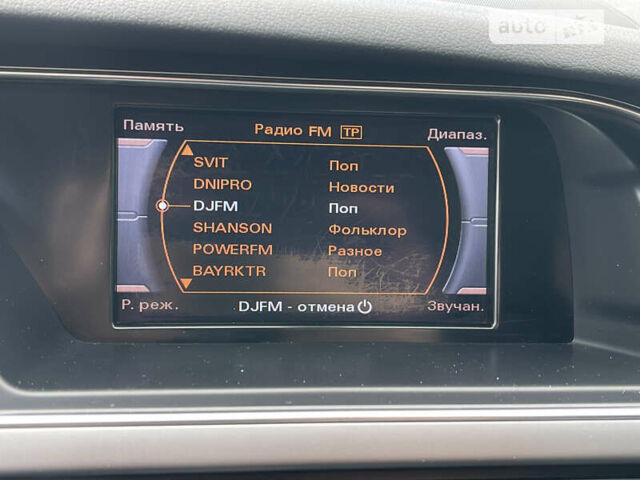 auto
Память Радио FM TP Диапаз.
SVIT Поп
DNIPRO Новости
DJFM Поп
SHANSON Фольклор
POWERFM Разное
BAYRKTR Поп
Р. реж. DJFM - отмена Звучан.